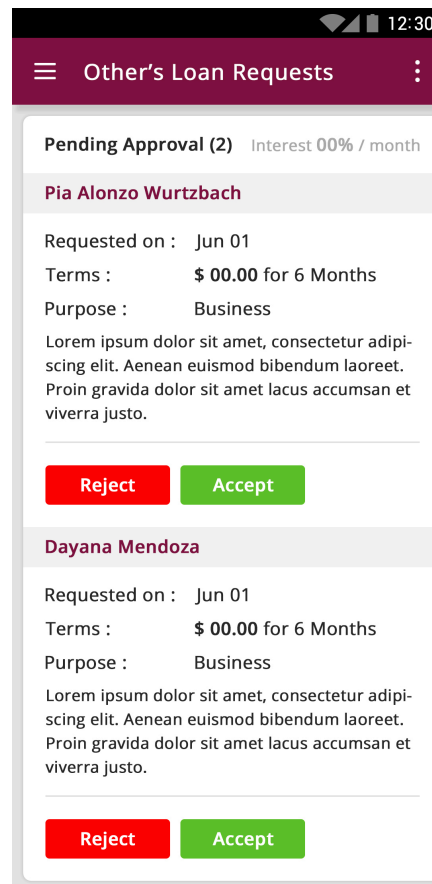 12:30
Other's Loan Requests
Pending Approval (2) Interest 00% / month
Pia Alonzo Wurtzbach
Requested on : Jun 01
Terms : $ 00.00 for 6 Months
Purpose : Business
Lorem ipsum dolor sit amet, consectetur adipi-
scing elit. Aenean euismod bibendum laoreet.
Proin gravida dolor sit amet lacus accumsan et
viverra justo.
Reject Accept
Dayana Mendoza
Requested on : Jun 01
Terms : $ 00.00 for 6 Months
Purpose : Business
Lorem ipsum dolor sit amet, consectetur adipi-
scing elit. Aenean euismod bibendum laoreet.
Proin gravida dolor sit amet lacus accumsan et
viverra justo.
Reject Accept